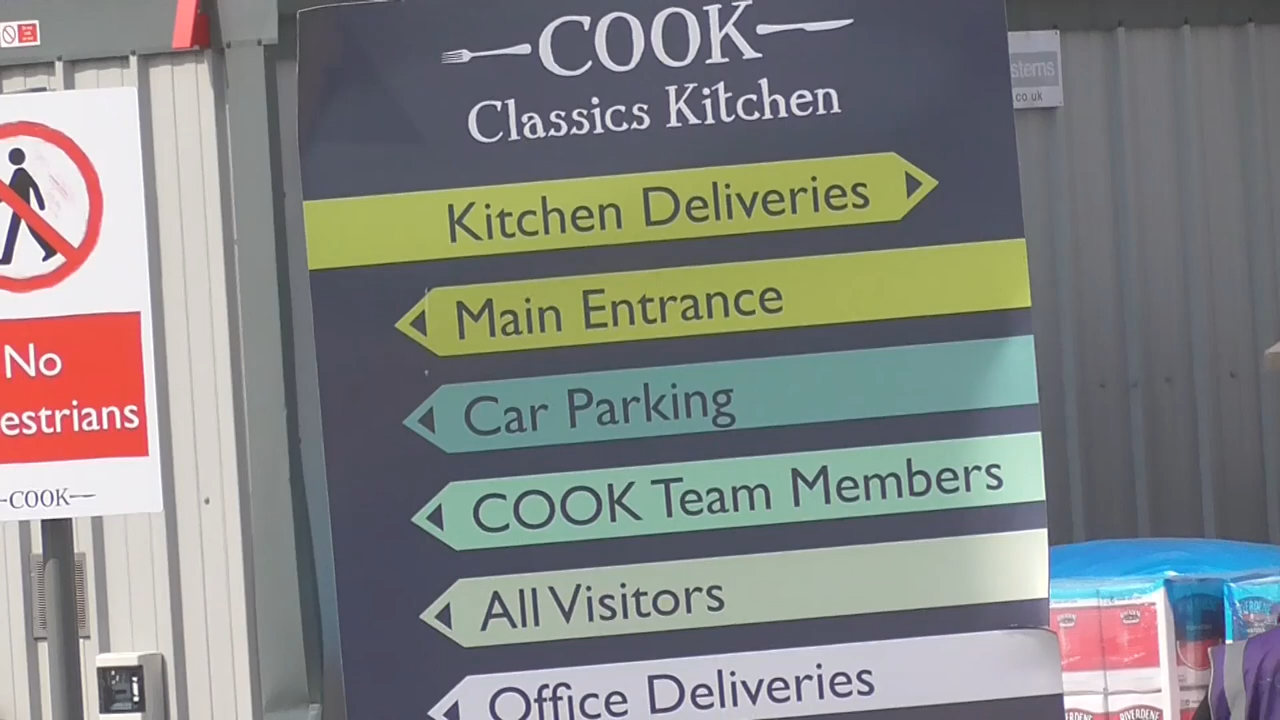 COOK
Classics Kitchen
Kitchen Deliveries
Main Entrance
Car Parking
COOK Team Members
All Visitors
Office Deliveries
No
estrians
COOK
stems
co uk
RIVERDENE